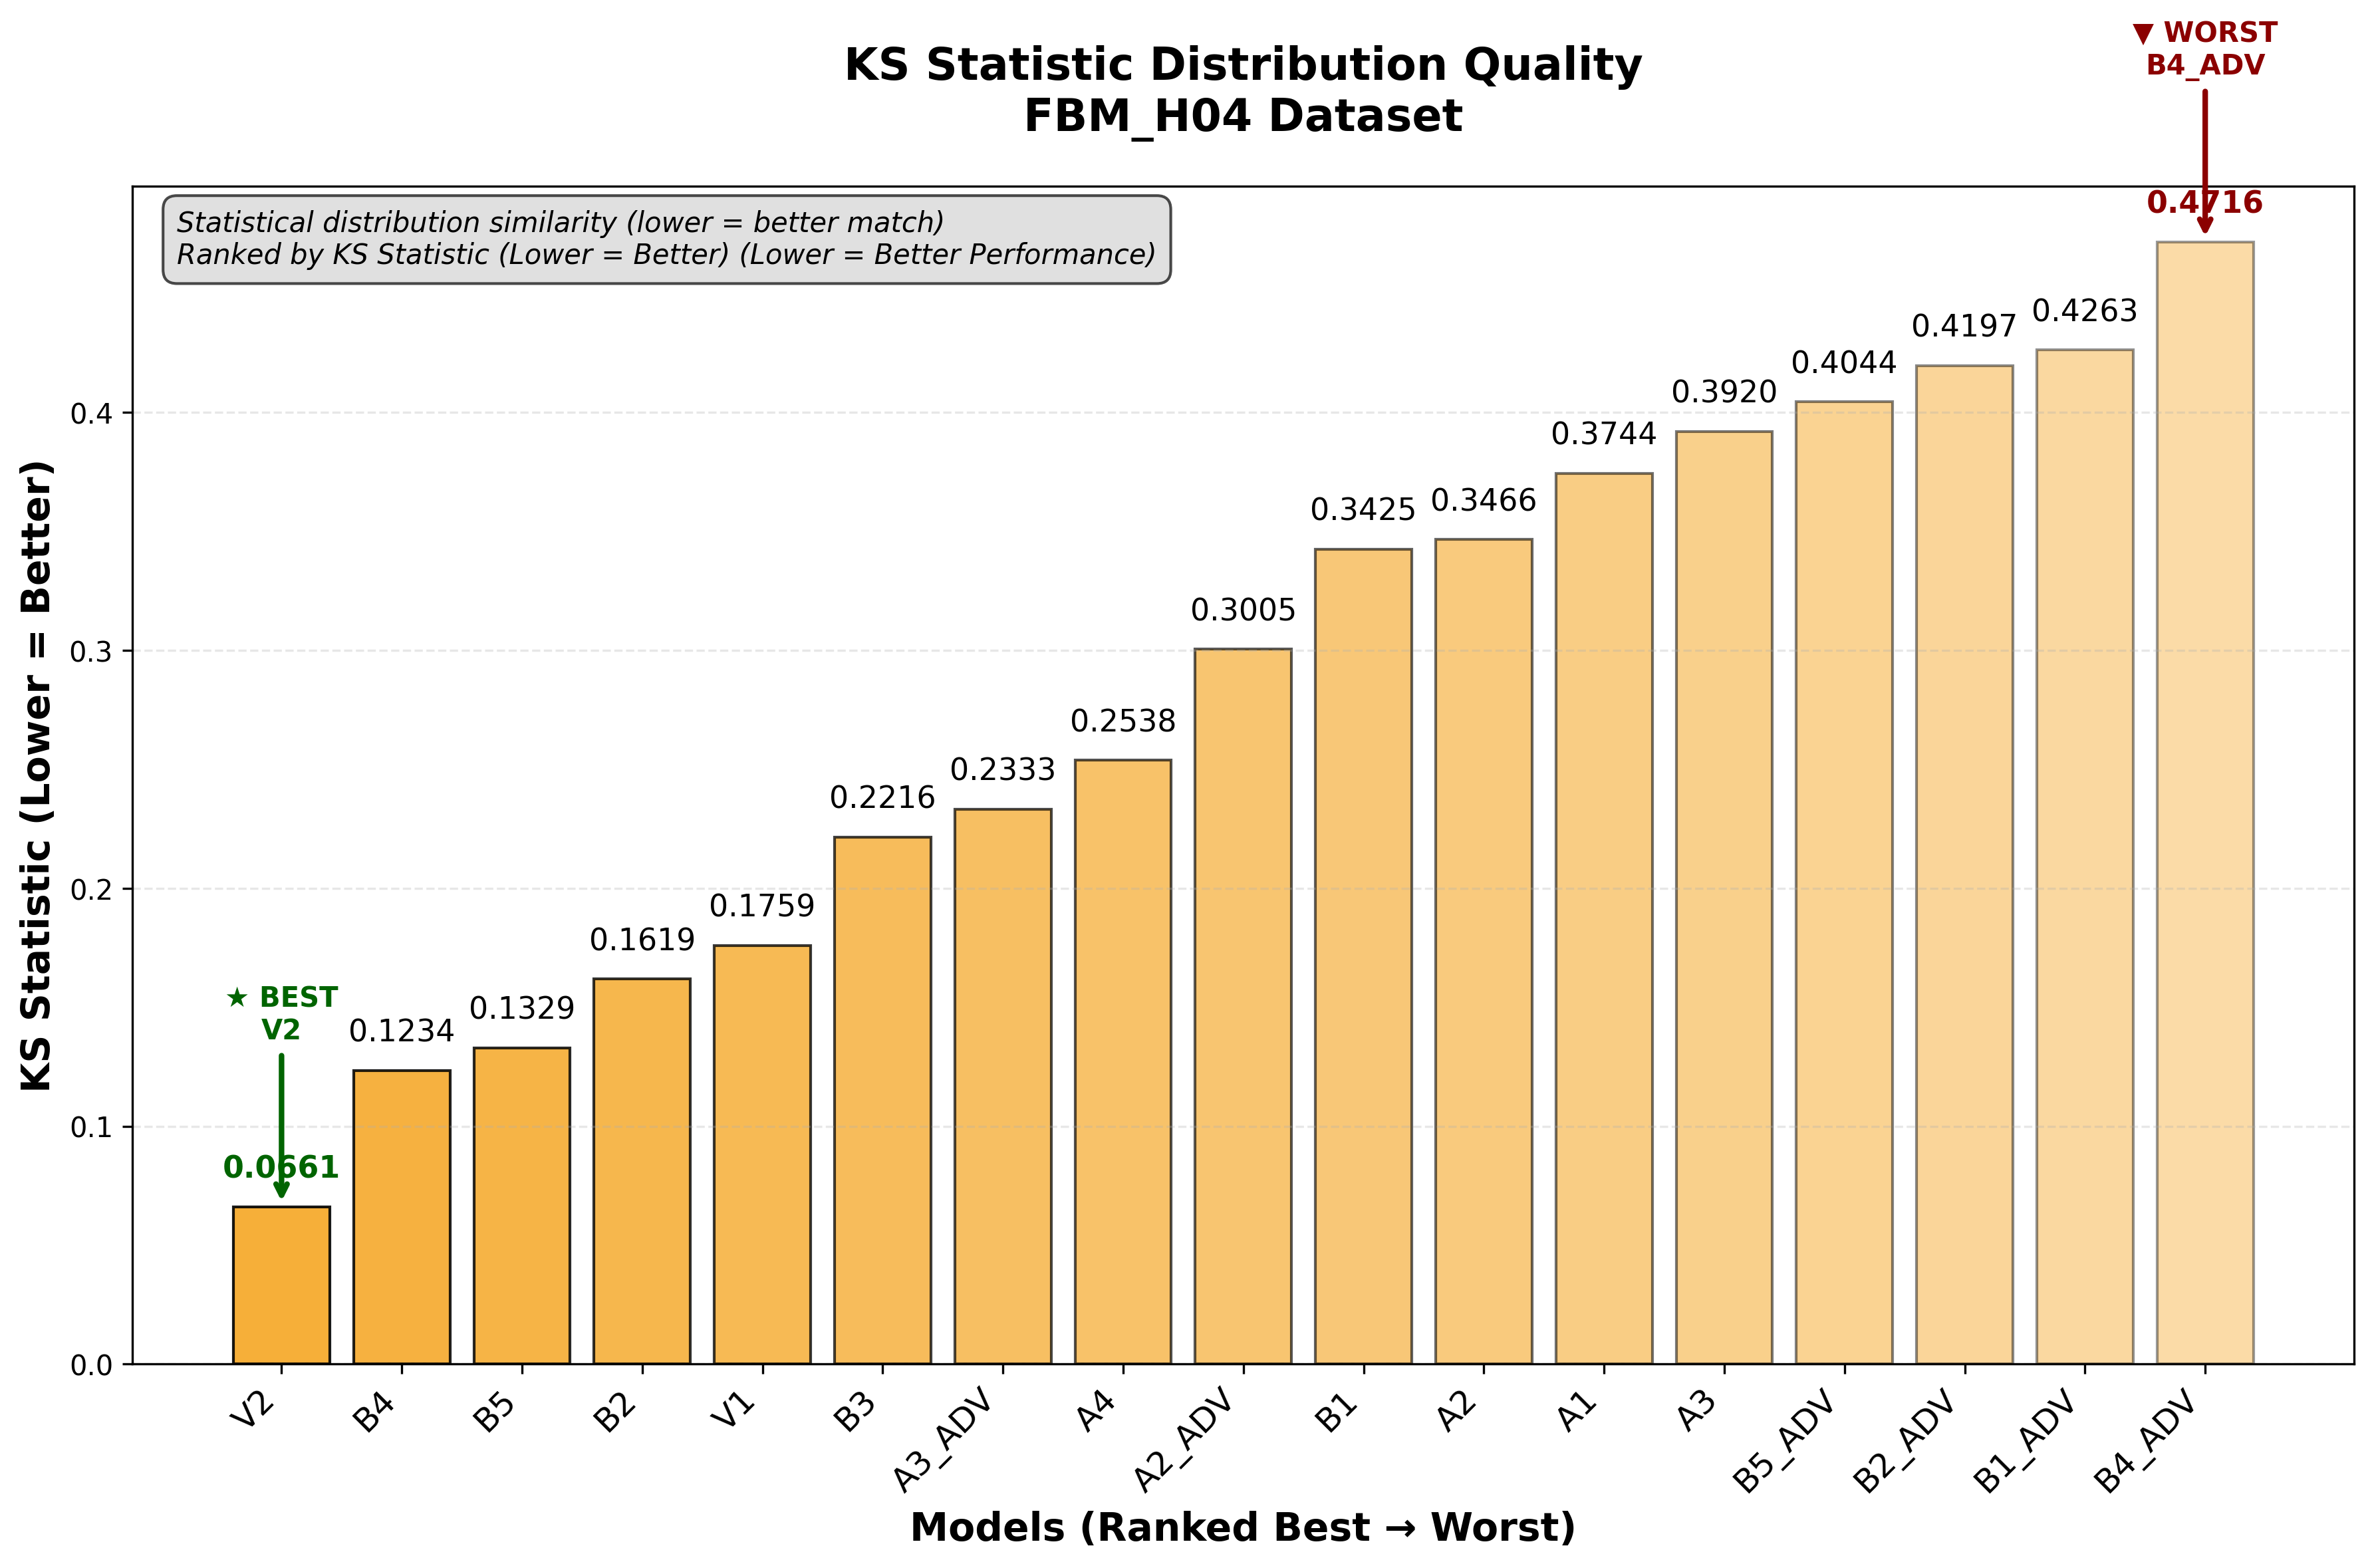 ▼ WORST
B4_ADV
KS Statistic Distribution Quality
FBM_H04 Dataset
Statistical distribution similarity (lower = better match)
Ranked by KS Statistic (Lower = Better) (Lower = Better Performance)
KS Statistic (Lower = Better)
0.4
0.3
0.2
0.1
0.0
★ BEST
V2
0.0661
0.1234
0.1329
0.1619
0.1759
0.2216
0.2333
0.2538
0.3005
0.3425
0.3466
0.3744
0.3920
0.4044
0.4197
0.4263
0.4716
V2
B4
B5
B2
V1
B3
A3_ADV
A4
A2_ADV
B1
A2
A1
A3
B5_ADV
B2_ADV
B1_ADV
B4_ADV
Models (Ranked Best → Worst)